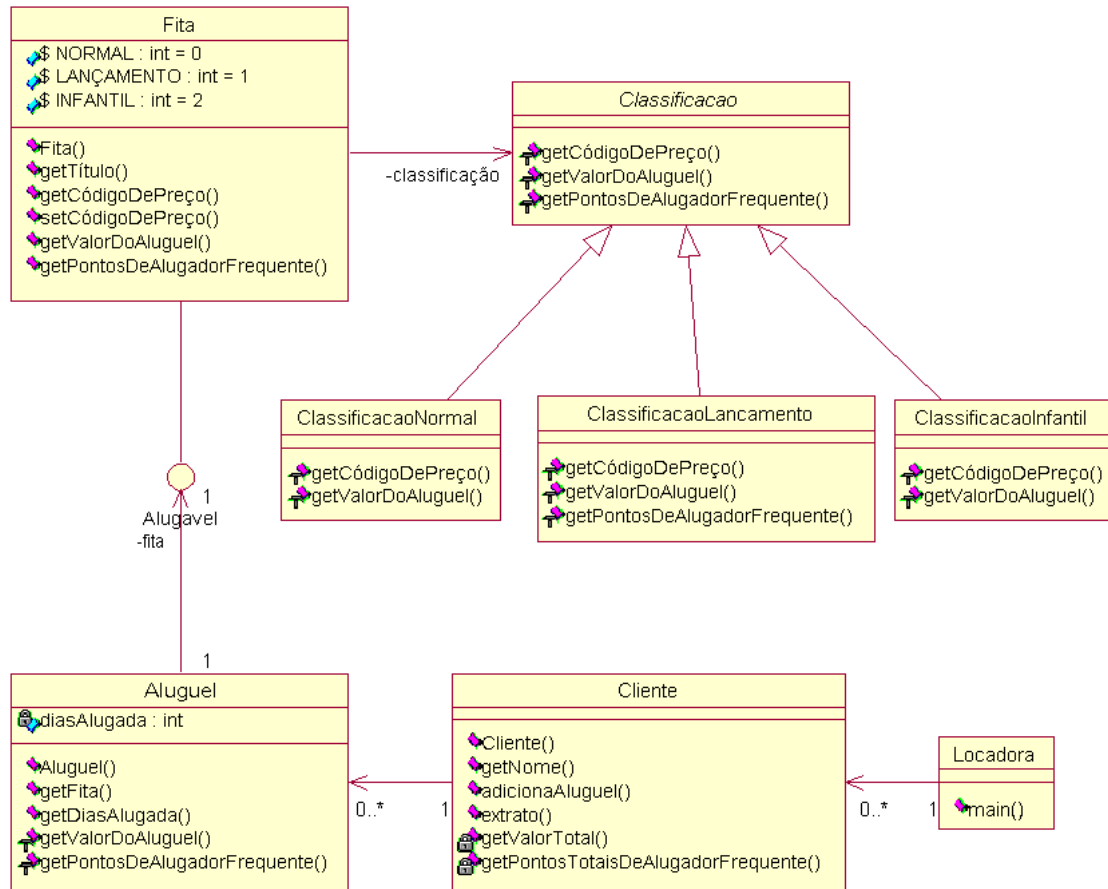 Fita
$ NORMAL : int = 0
$ LANÇAMENTO : int = 1
$ INFANTIL : int = 2
Fita()
getTítulo()
getCódigoDePreço()
setCódigoDePreço()
getValorDoAluguel()
getPontosDeAlugadorFrequente()
-classificação
Classificacao
getCódigoDePreço()
getValorDoAluguel()
getPontosDeAlugadorFrequente()
ClassificacaoNormal
getCódigoDePreço()
getValorDoAluguel()
ClassificacaoLancamento
getCódigoDePreço()
getValorDoAluguel()
getPontosDeAlugadorFrequente()
ClassificacaoInfantil
getCódigoDePreço()
getValorDoAluguel()
1
Alugavel
-fita
1
Aluguel
diasAlugada : int
Aluguel()
getFita()
getDiasAlugada()
getValorDoAluguel()
getPontosDeAlugadorFrequente()
0..*
1
Cliente
Cliente()
getNome()
adicionaAluguel()
extrato()
getValorTotal()
getPontosTotaisDeAlugadorFrequente()
0..*
1
Locadora
main()